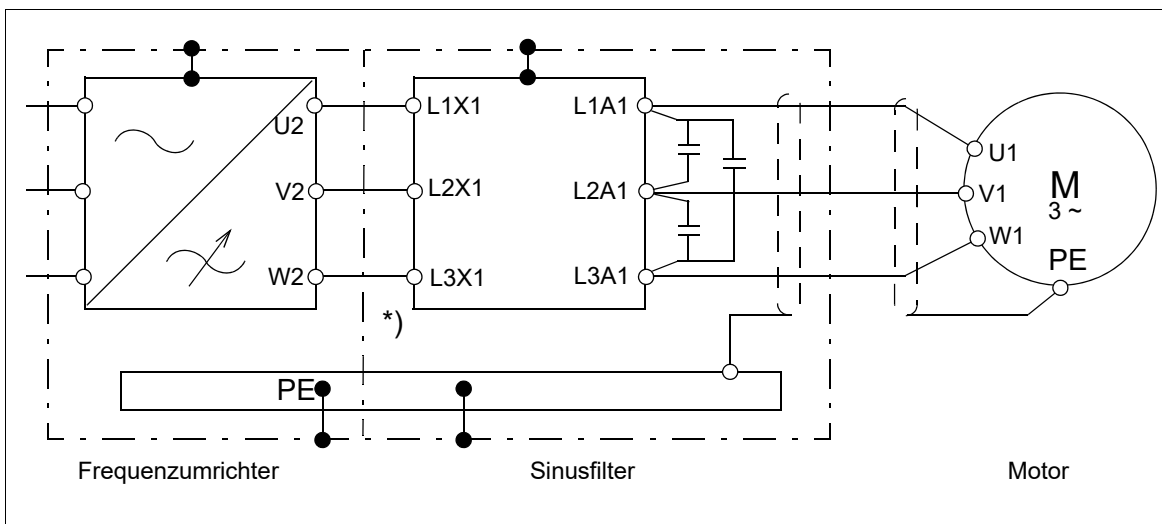 U2
L1X1
L1A1
U1
V2
L2X1
L2A1
V1
M
3 ~
W2
L3X1
L3A1
W1
PE
*)
PE
Frequenzumrichter
Sinusfilter
Motor